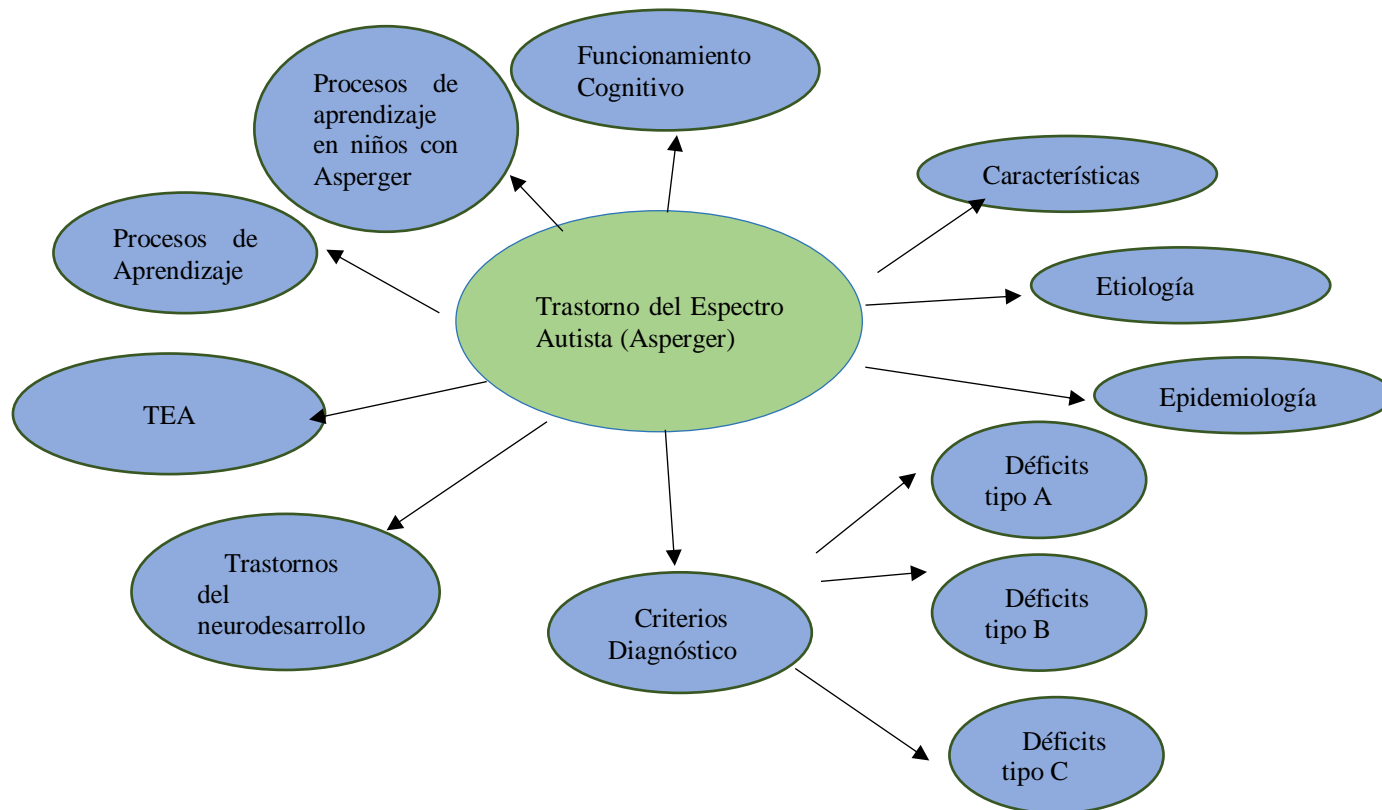 Funcionamiento
Cognitivo
Procesos de
aprendizaje
en niños con
Asperger
Características
Procesos de
Aprendizaje
Etiología
Trastorno del Espectro
Autista (Asperger)
Epidemiología
TEA
Déficits
tipo A
Trastornos
del
neurodesarrollo
Déficits
tipo B
Criterios
Diagnóstico
Déficits
tipo C